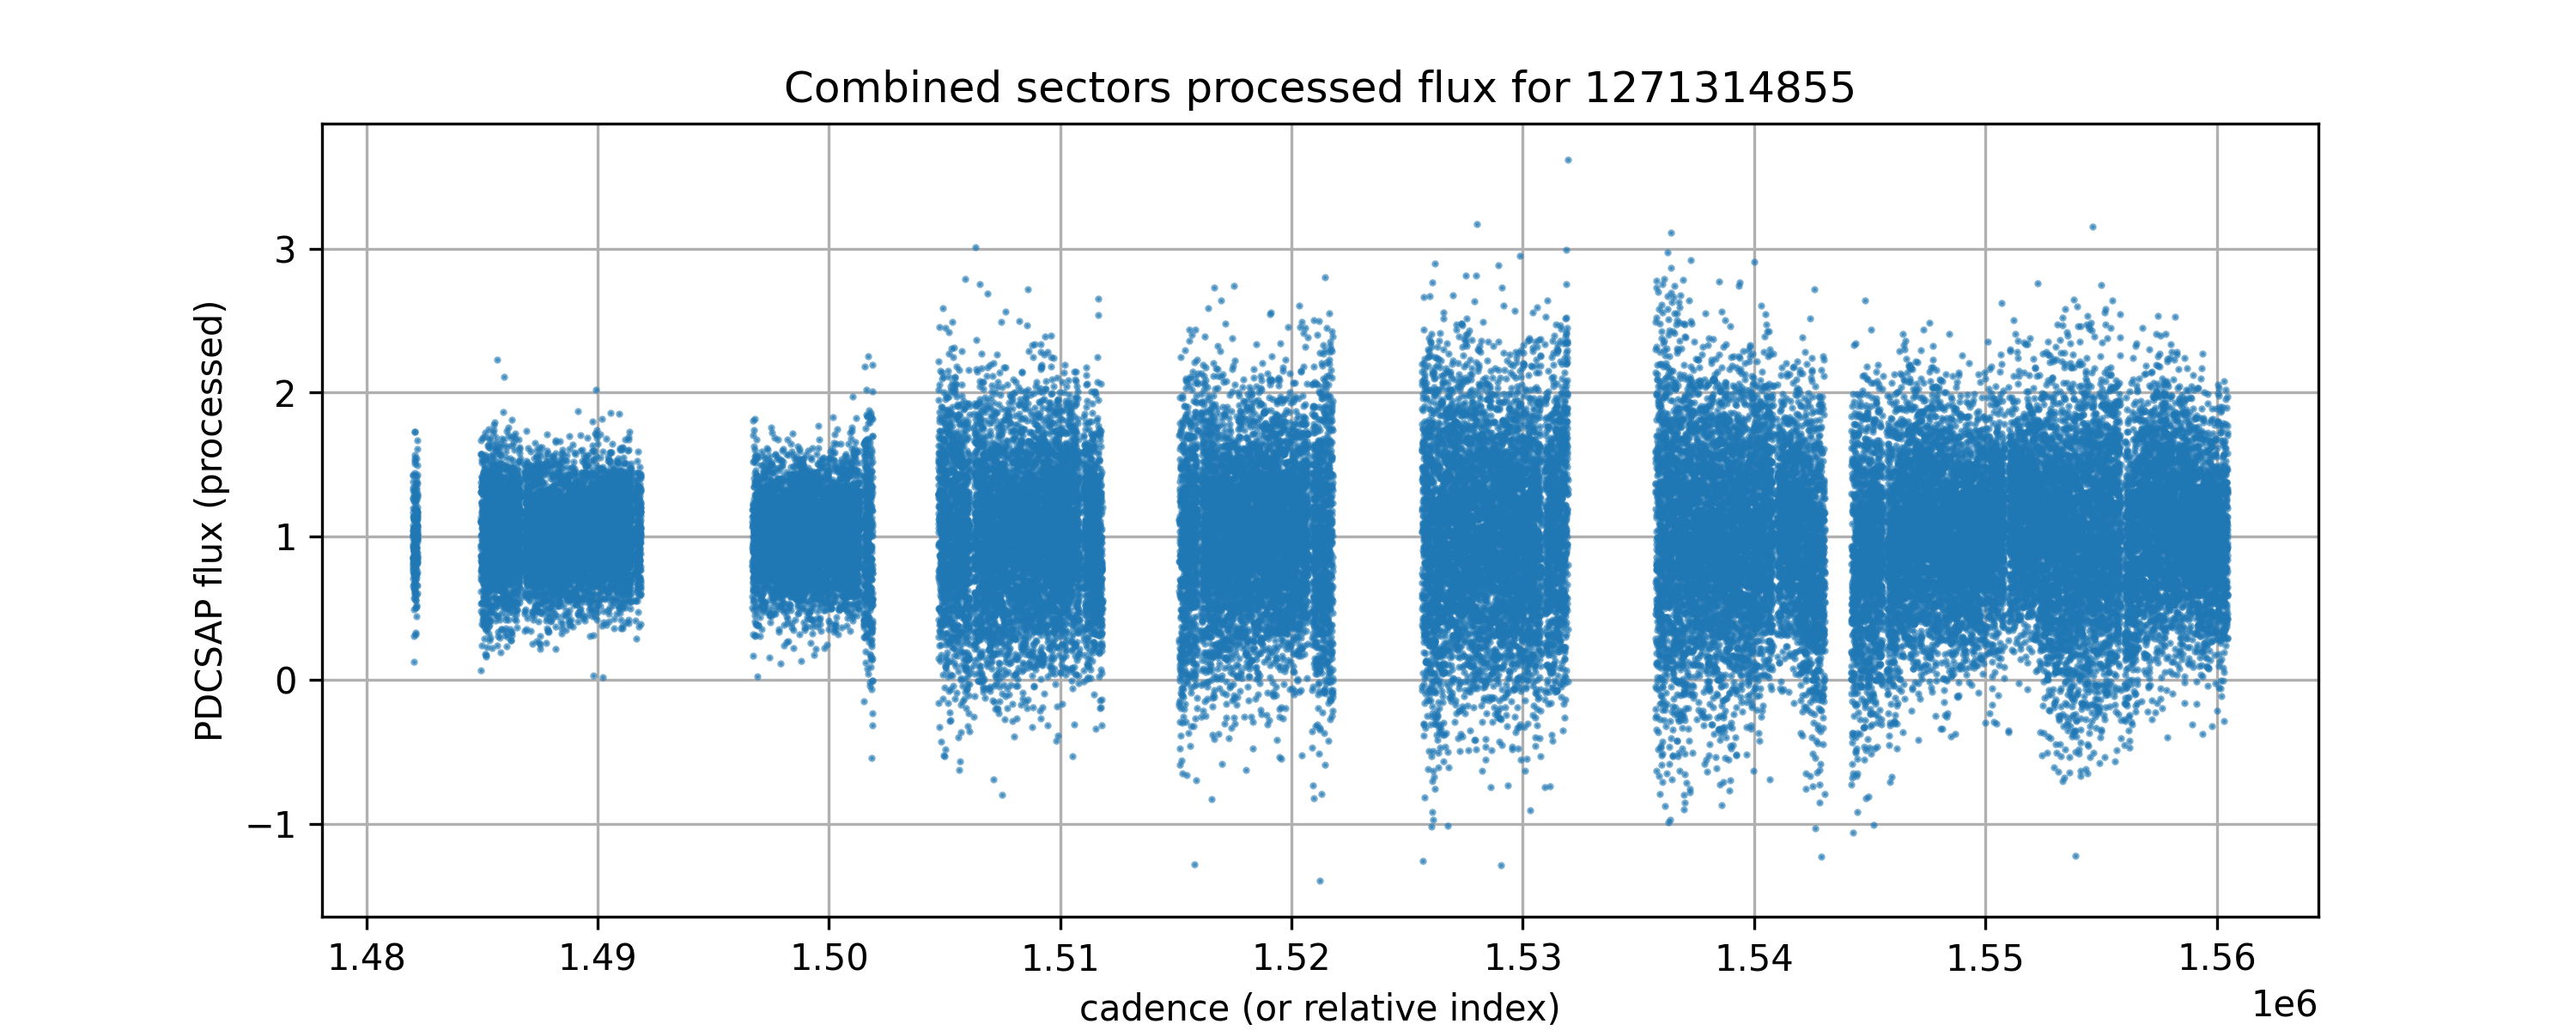 Combined sectors processed flux for 1271314855
PDCSAP flux (processed)
3
2
1
0
−1
1.48 1.49 1.50 1.51 1.52 1.53 1.54 1.55 1.56
1e6
cadence (or relative index)